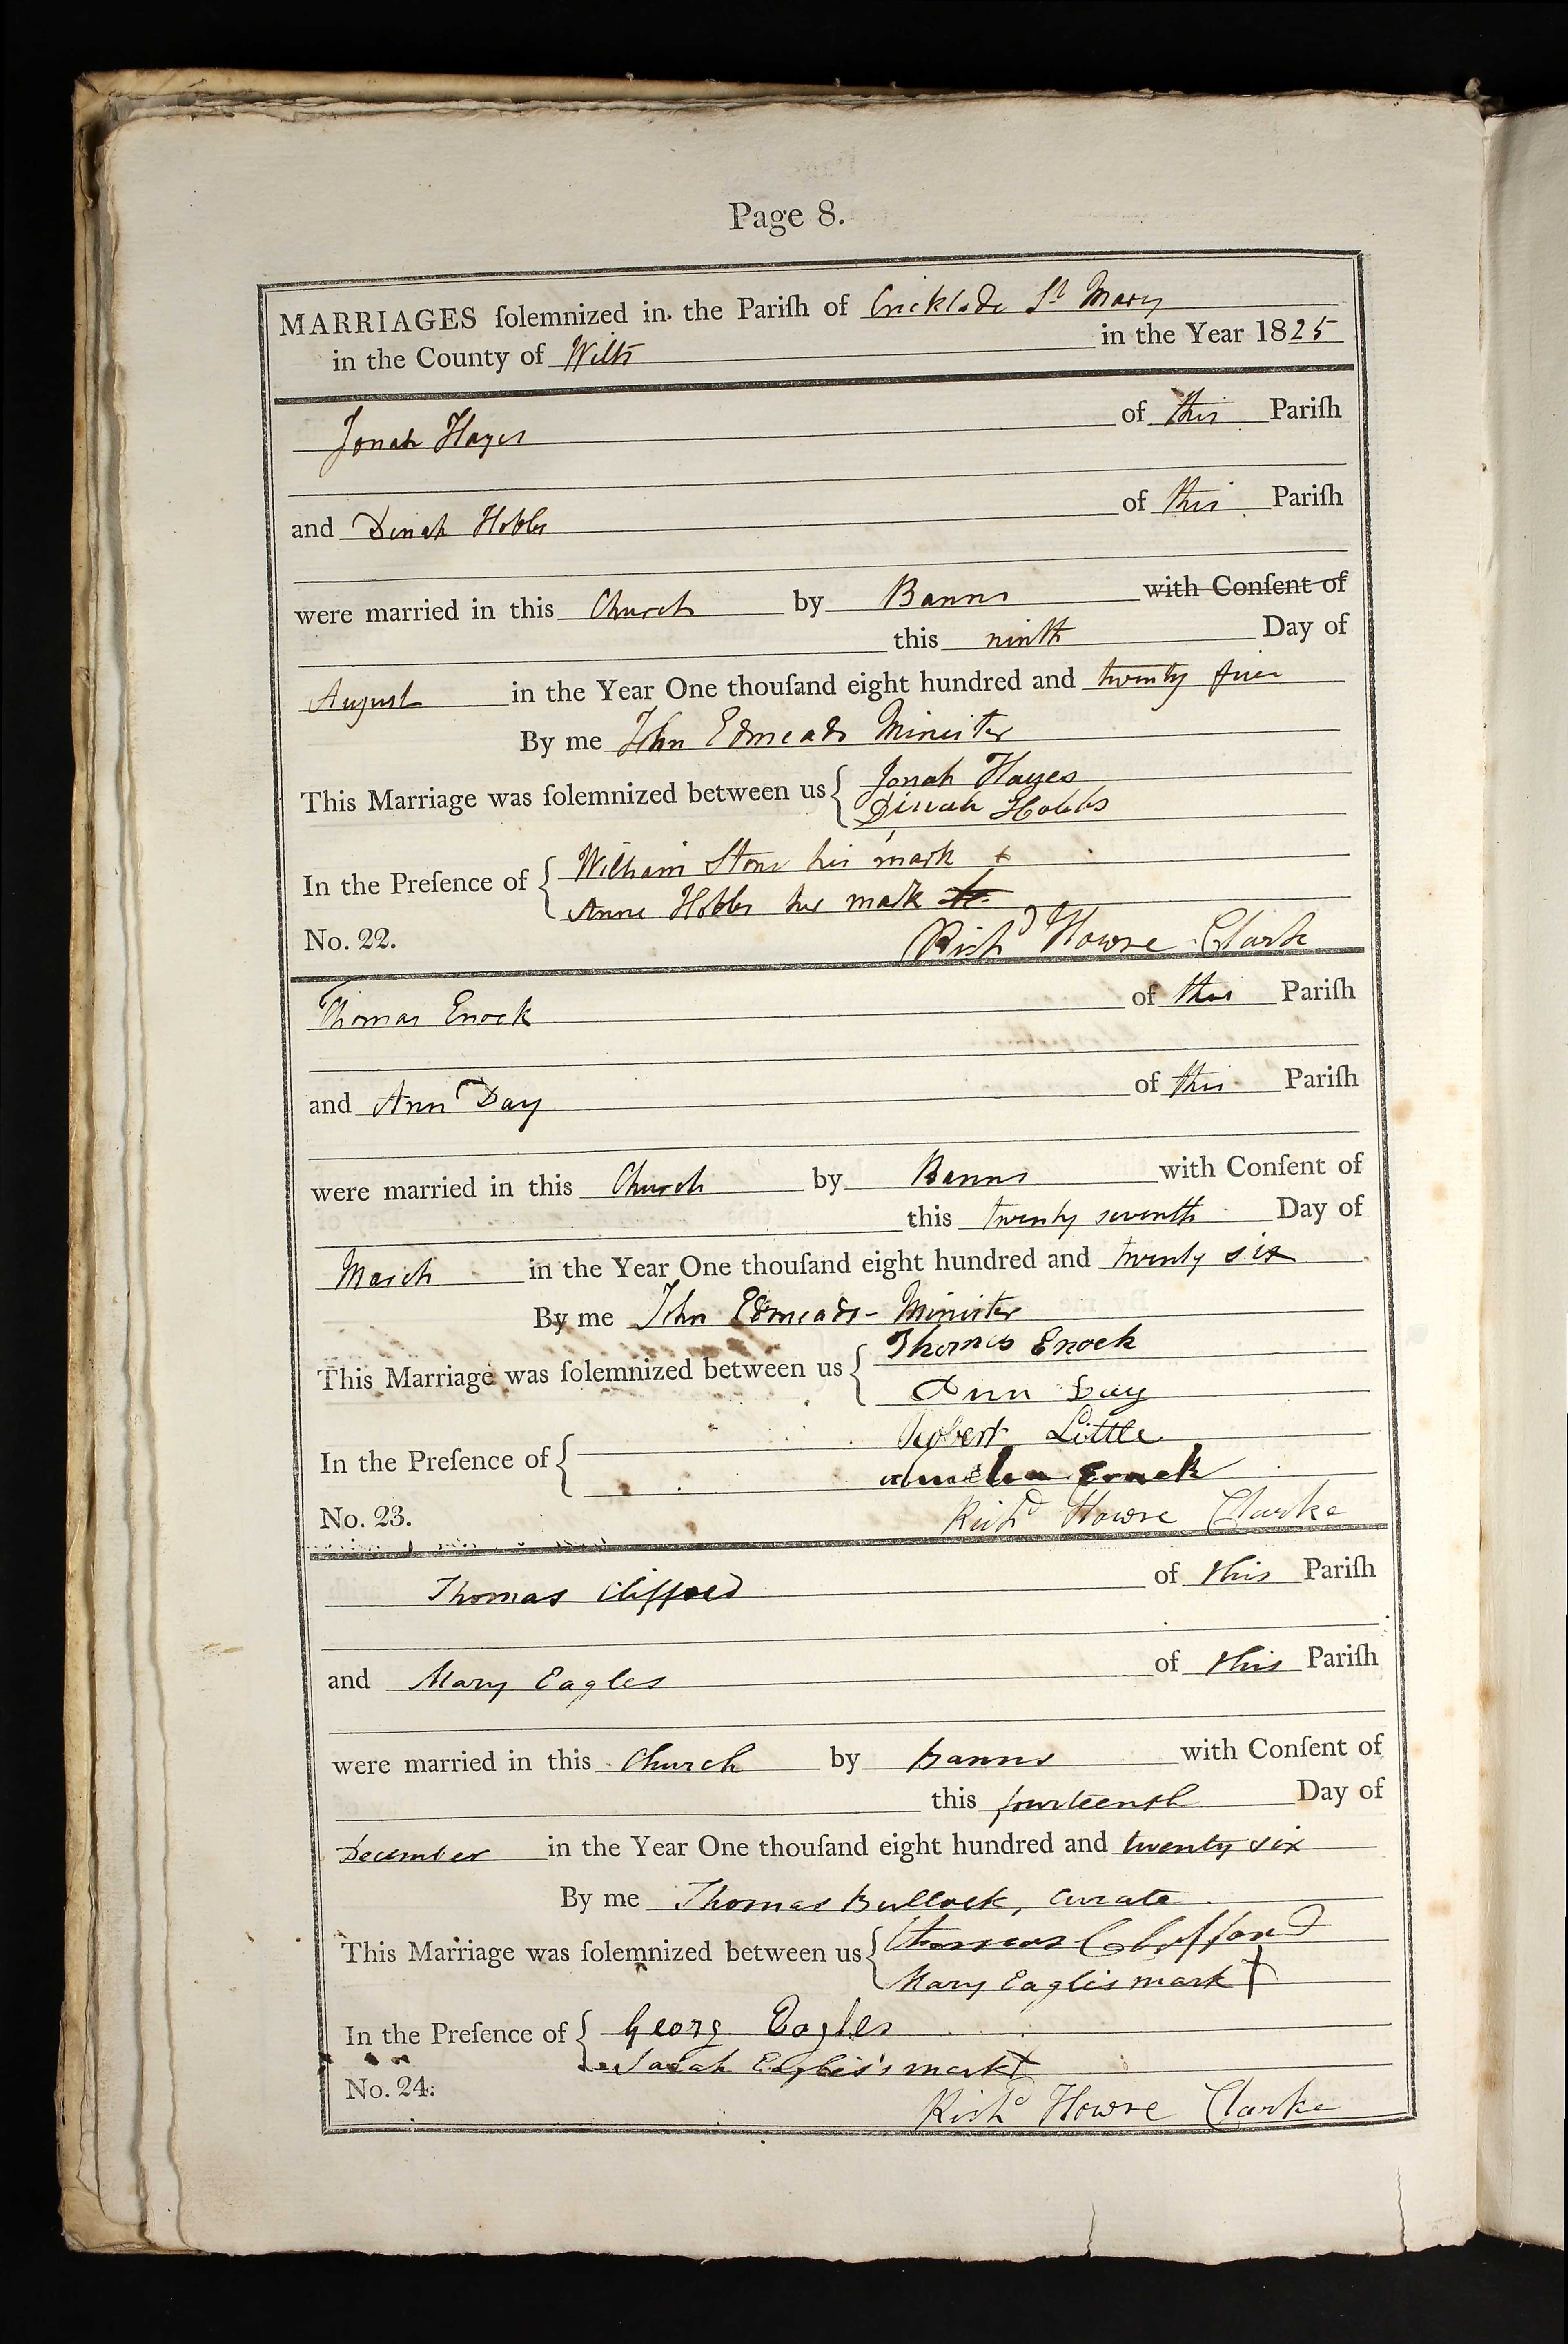 Page 8.
MARRIAGES ſolemnized in the Pariſh of Cricklade St Mary
in the County of Wilts in the Year 1825
Jonah Hayes of this Pariſh
and Dinah Hobbs of this Pariſh
were married in this Church by Banns with Conſent of
this ninth Day of
August in the Year One thouſand eight hundred and twenty five
By me John Edmeads Minister
This Marriage was ſolemnized between us { Jonah Hayes
Dinah Hobbs
In the Preſence of { William Stone his mark +
Anne Hobbs her mark
No. 22. Richd Howse Clarke
Thomas Enock of this Pariſh
and Ann Day of this Pariſh
were married in this Church by Banns with Conſent of
this twenty seventh Day of
March in the Year One thouſand eight hundred and twenty six
By me John Edmeads - Minister
This Marriage was ſolemnized between us { Thomas Enock
Ann Day
In the Preſence of { Robert Little
Enock
No. 23. Richd Howse Clarke
Thomas Clifford of this Pariſh
and Mary Eagles of this Pariſh
were married in this Church by banns with Conſent of
this fourteenth Day of
December in the Year One thouſand eight hundred and twenty six
By me Thomas Bullock, Curate
This Marriage was ſolemnized between us { Thomas Clifford
Mary Eagles mark †
In the Preſence of { Georg Eagles
Sarah Eagles's mark †
No. 24. Richd Howse Clarke